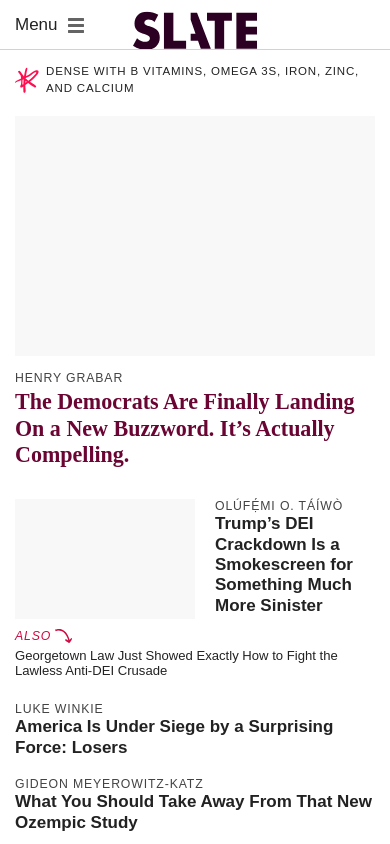 Menu
SLATE
DENSE WITH B VITAMINS, OMEGA 3S, IRON, ZINC,
AND CALCIUM
HENRY GRABAR
The Democrats Are Finally Landing
On a New Buzzword. It’s Actually
Compelling.
OLÚFẸ́MI O. TÁÍWÒ
Trump’s DEI
Crackdown Is a
Smokescreen for
Something Much
More Sinister
ALSO
Georgetown Law Just Showed Exactly How to Fight the
Lawless Anti-DEI Crusade
LUKE WINKIE
America Is Under Siege by a Surprising
Force: Losers
GIDEON MEYEROWITZ-KATZ
What You Should Take Away From That New
Ozempic Study